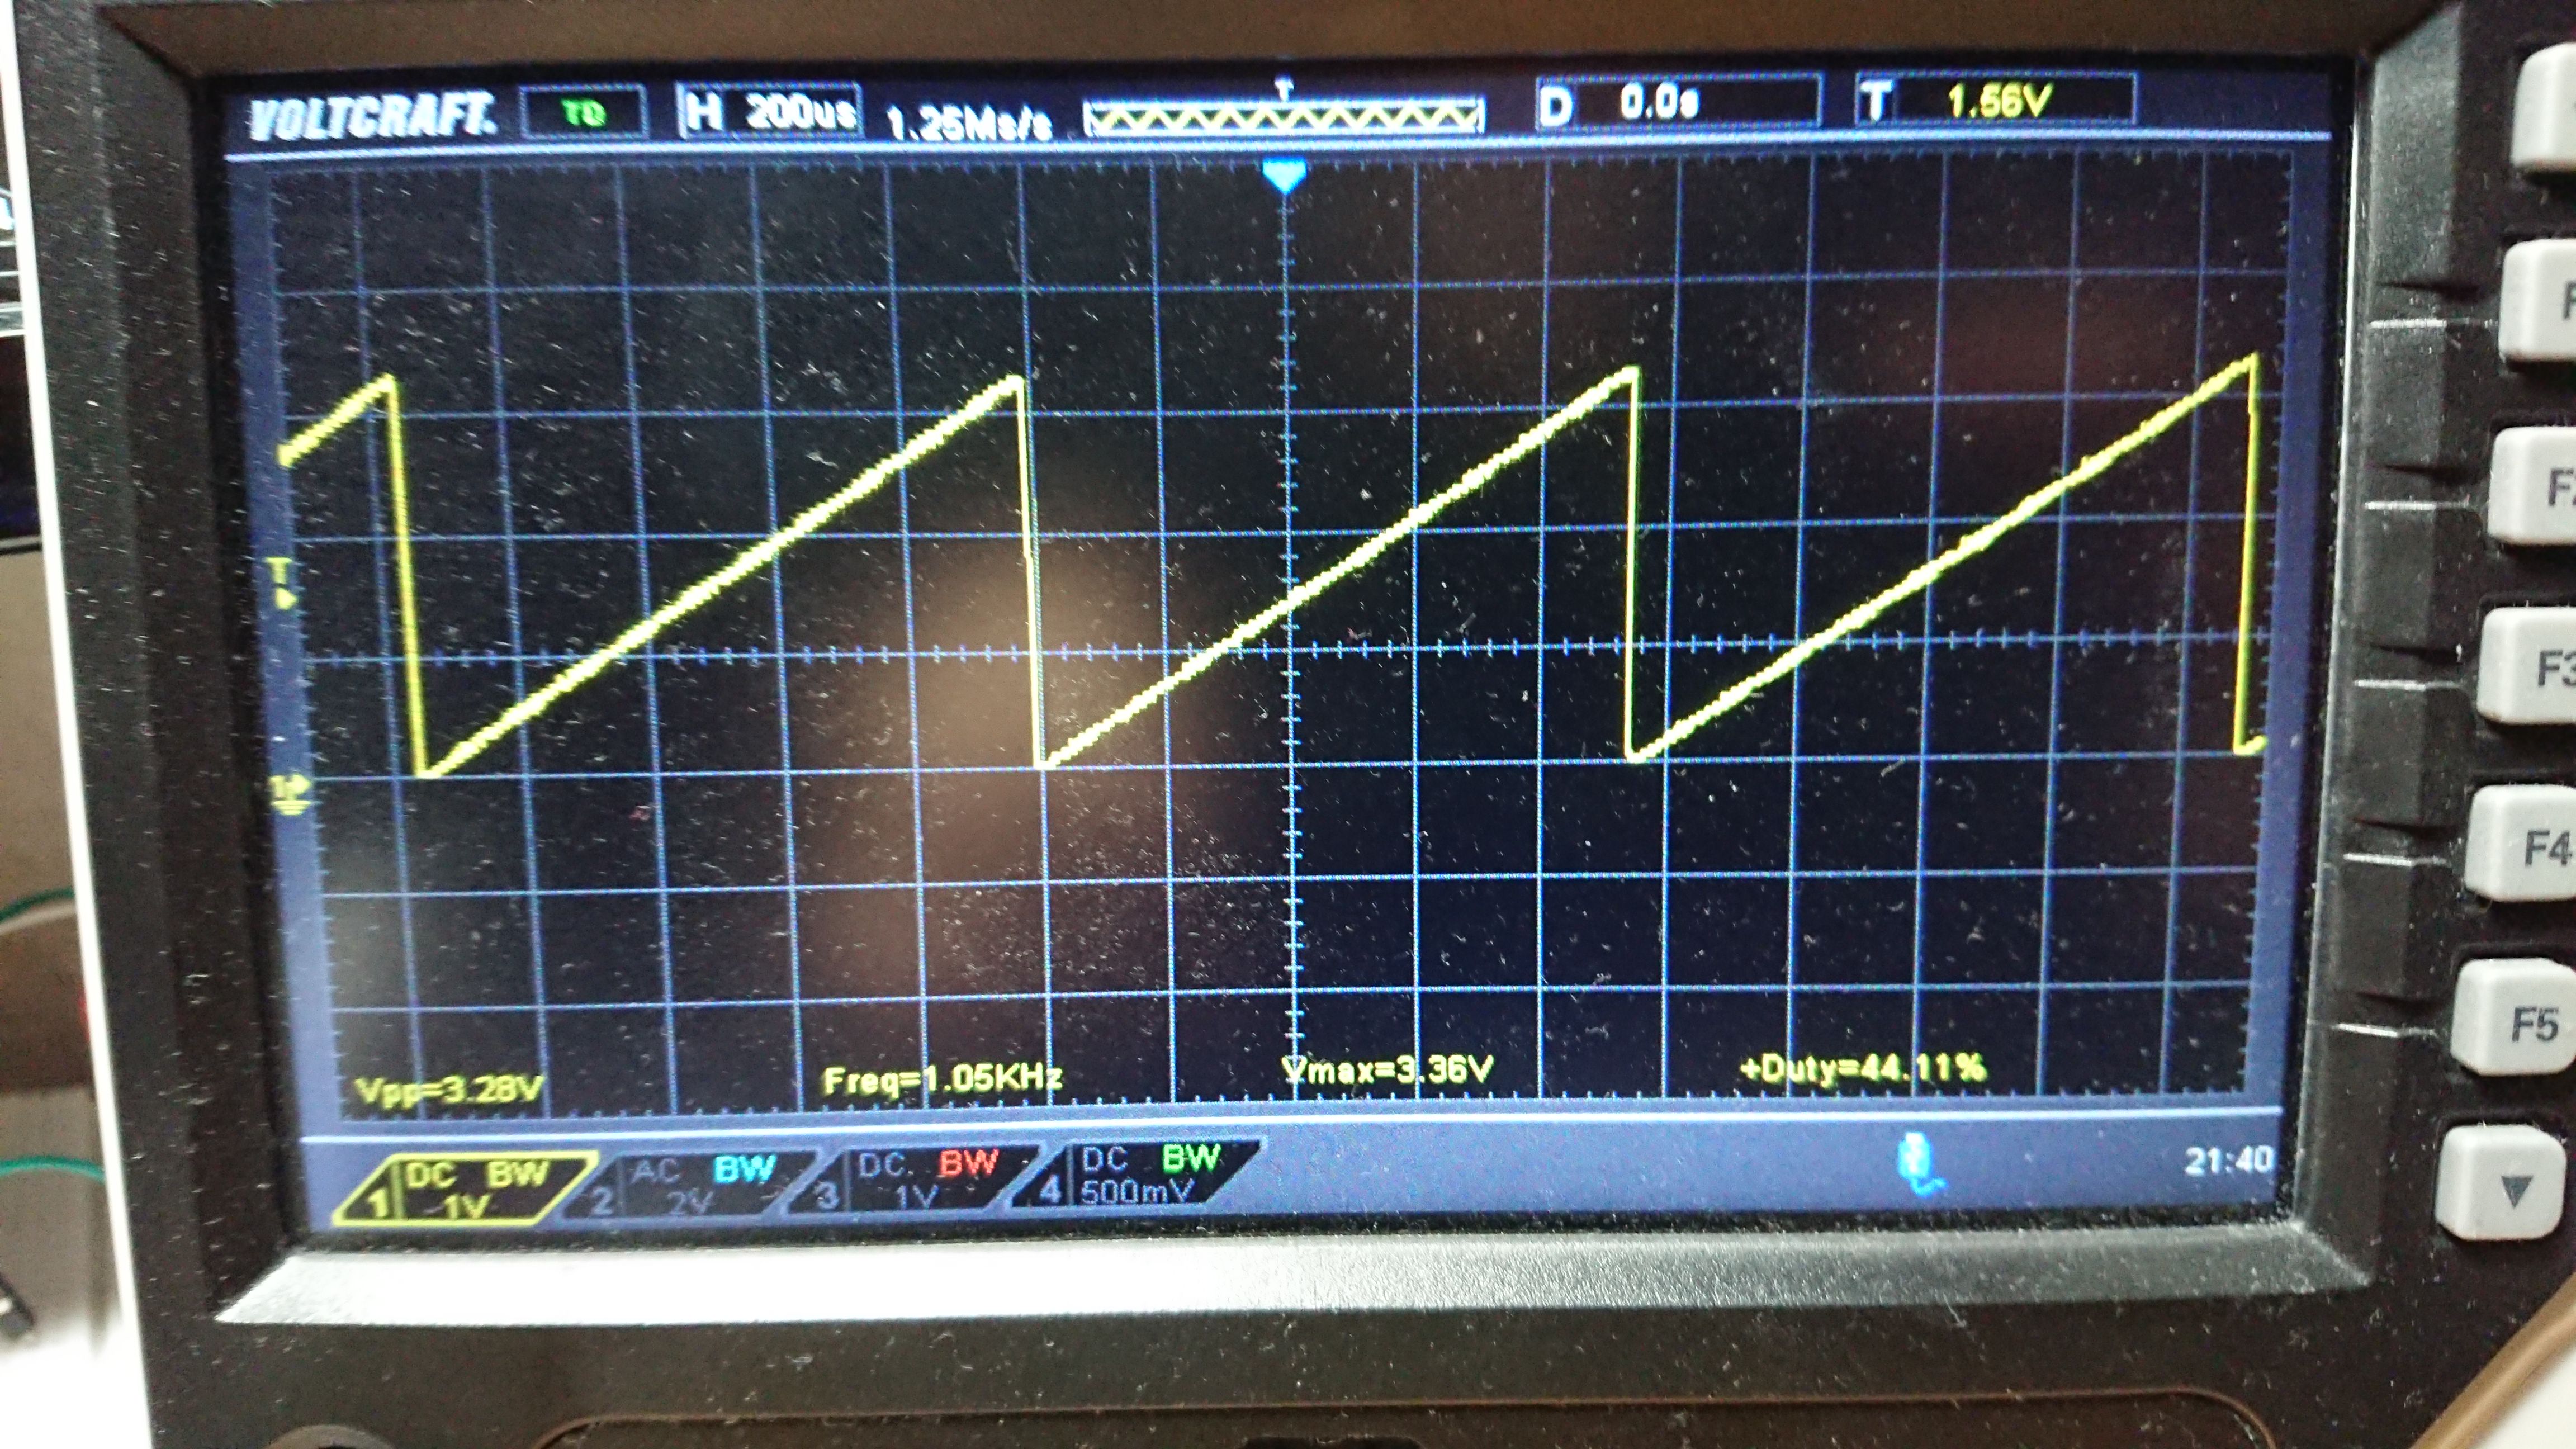 VOLTCRAFT. TD H 200us 1.25Ms/s T D 0.0s T 1.56V
T
Vpp=3.28V Freq=1.05KHz Vmax=3.36V +Duty=44.11%
1 DC BW 1V
2 AC BW 2V
3 DC BW 1V
4 DC BW 500mV
21:40
F3
F4
F5